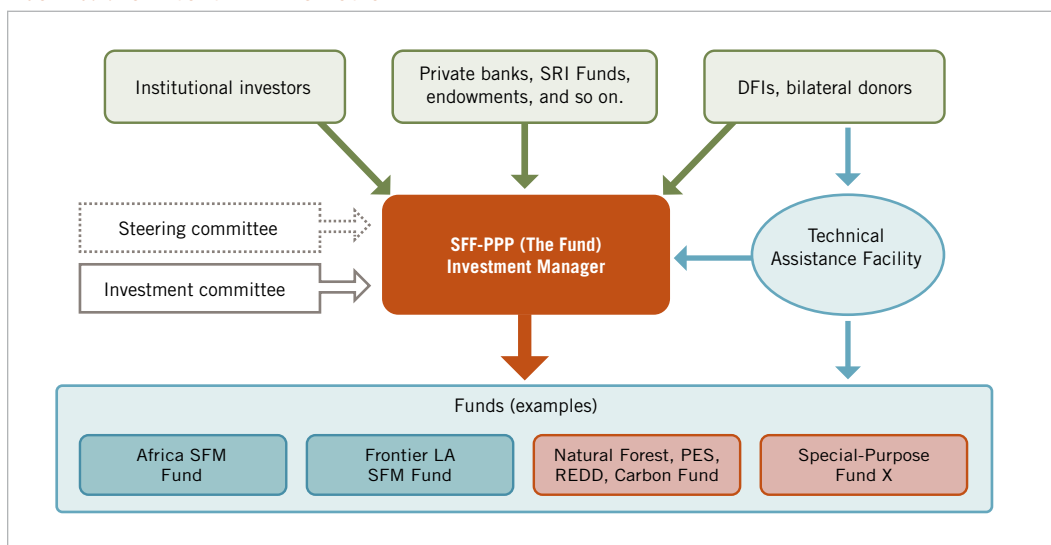 Institutional investors
Private banks, SRI Funds,
endowments, and so on.
DFIs, bilateral donors
Steering committee
Investment committee
SFF-PPP (The Fund)
Investment Manager
Technical
Assistance Facility
Funds (examples)
Africa SFM
Fund
Frontier LA
SFM Fund
Natural Forest, PES,
REDD, Carbon Fund
Special-Purpose
Fund X